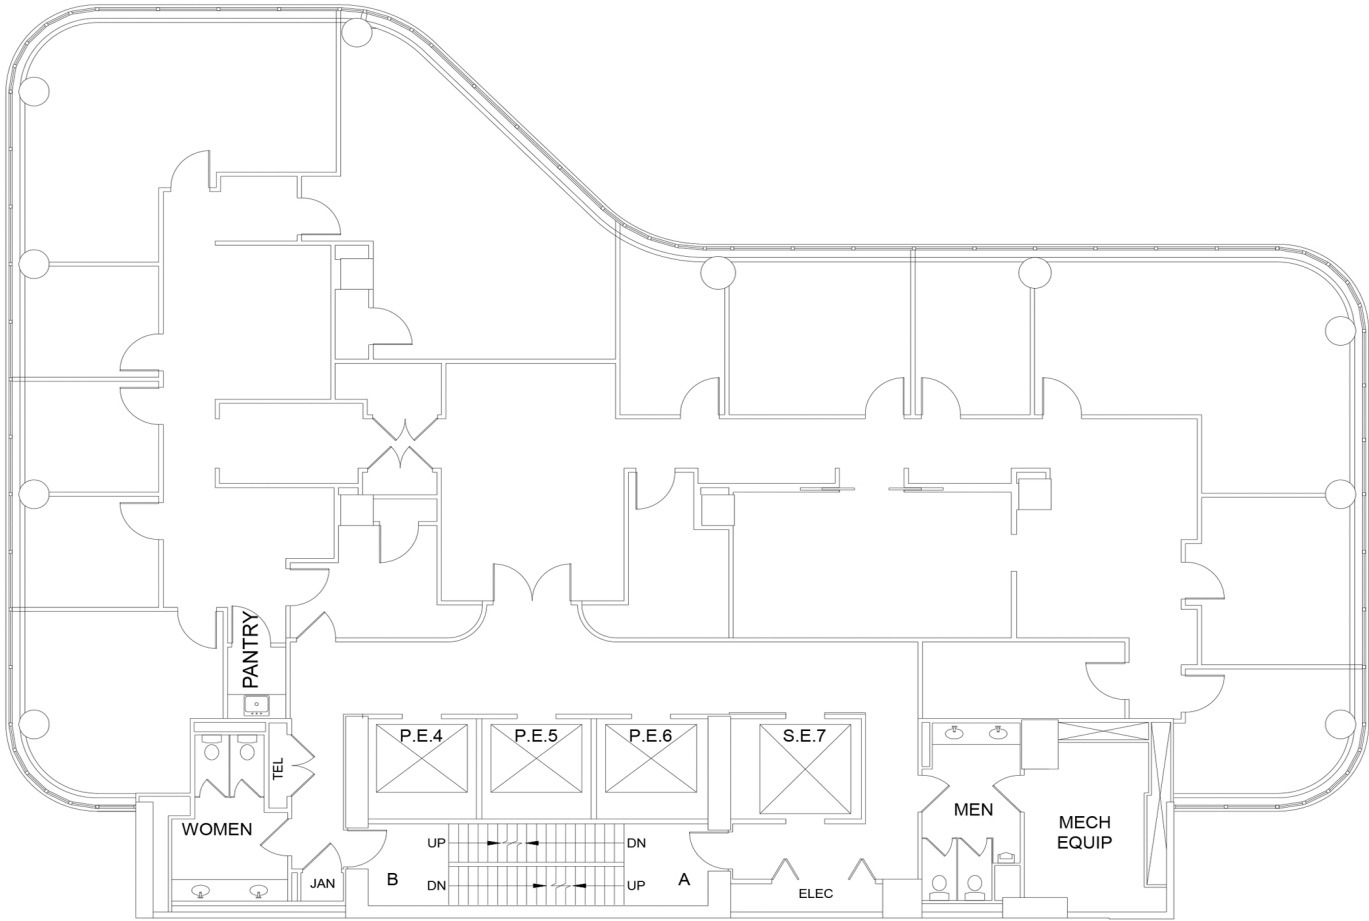 PANTRY
P.E.4
P.E.5
P.E.6
S.E.7
TEL
WOMEN
MEN
MECH
EQUIP
UP
DN
B
DN
UP
A
JAN
ELEC